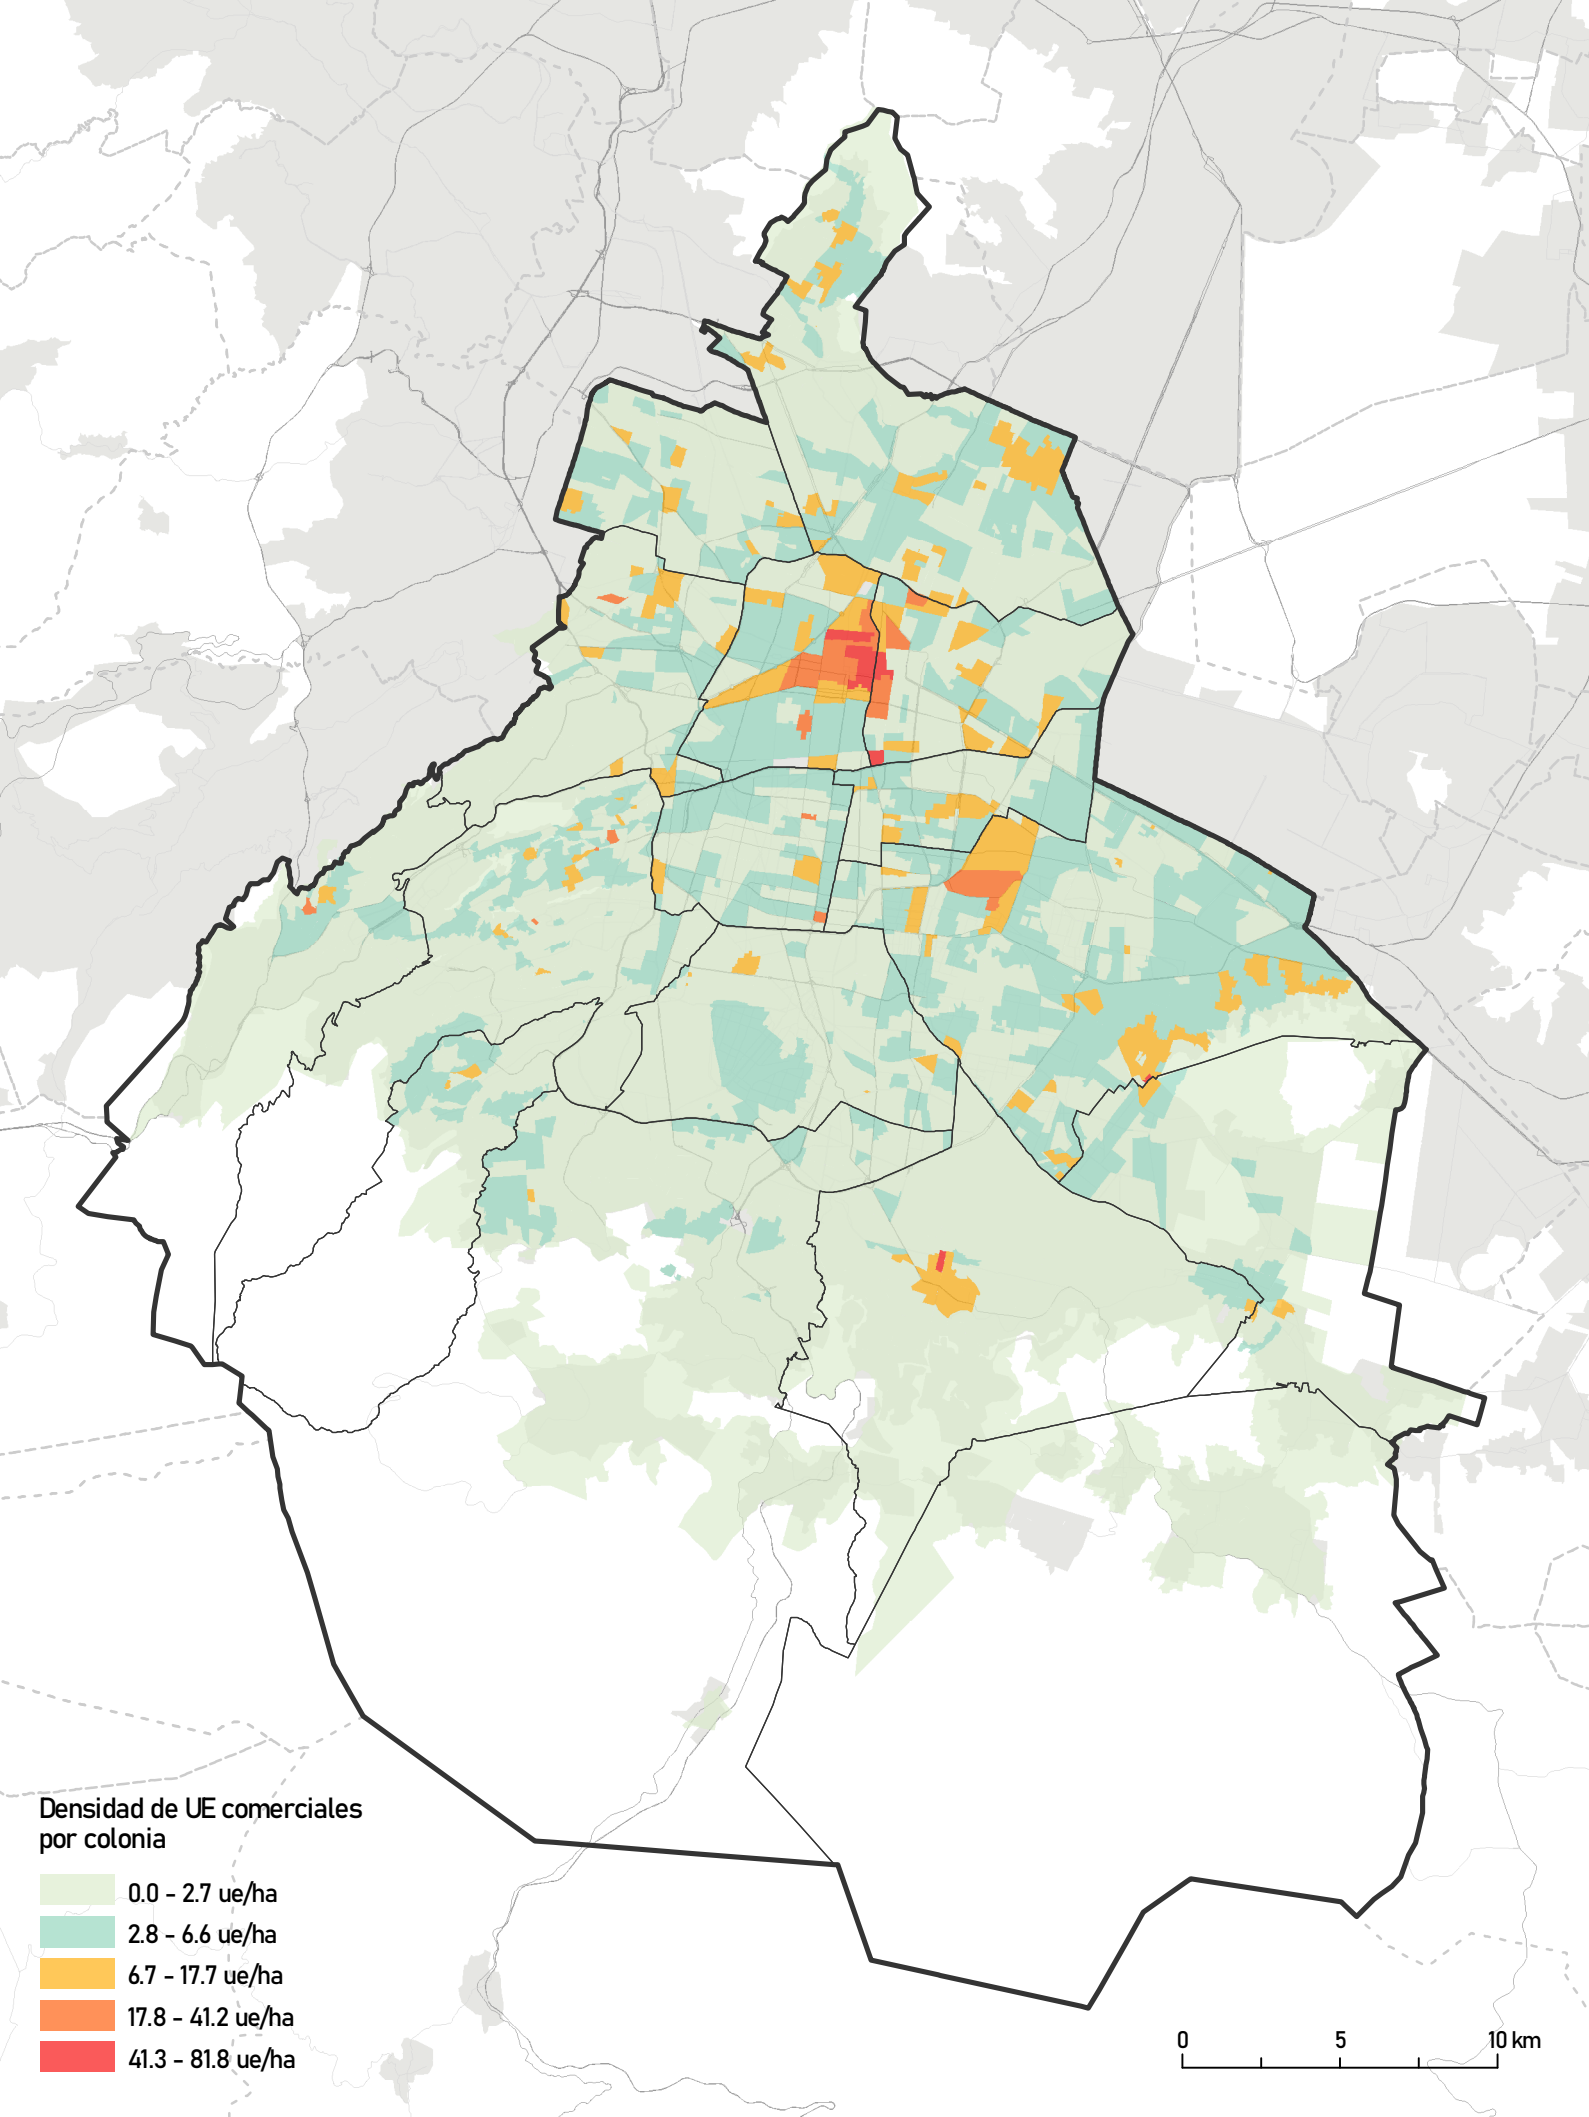 Densidad de UE comerciales
por colonia
0.0 - 2.7 ue/ha
2.8 - 6.6 ue/ha
6.7 - 17.7 ue/ha
17.8 - 41.2 ue/ha
41.3 - 81.8 ue/ha
0 5 10 km